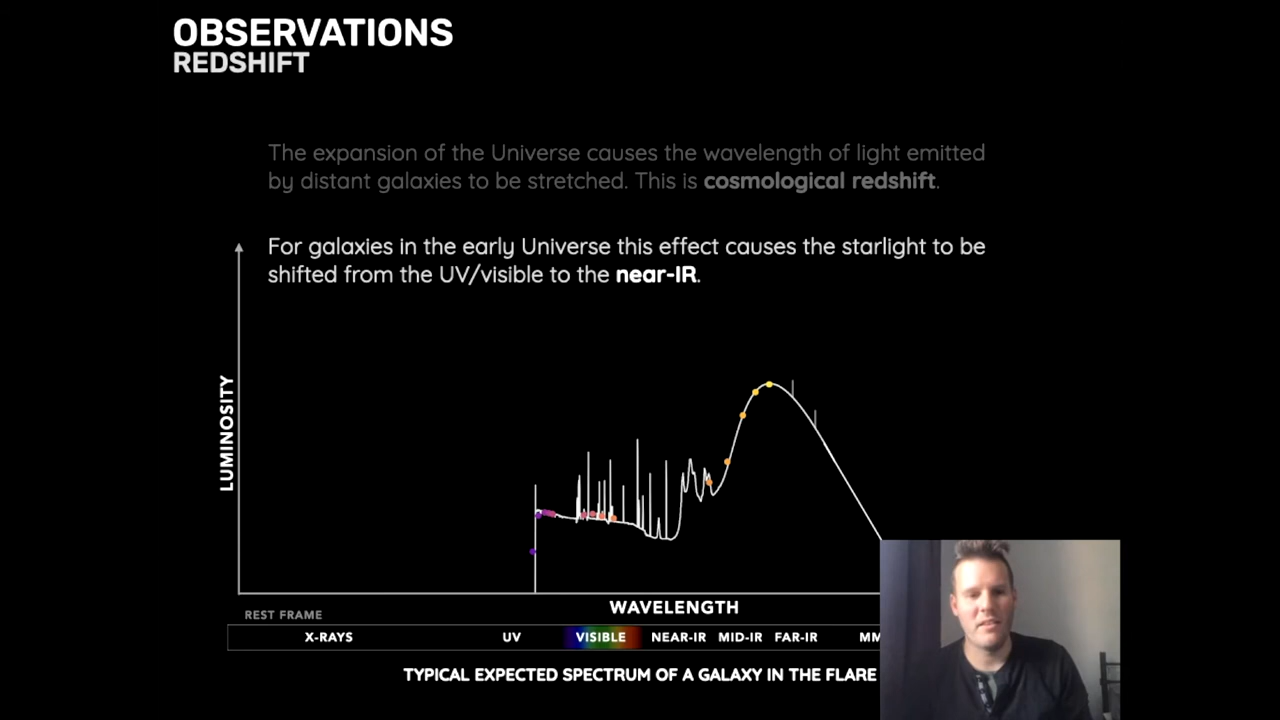 OBSERVATIONS
REDSHIFT
The expansion of the Universe causes the wavelength of light emitted
by distant galaxies to be stretched. This is cosmological redshift.
For galaxies in the early Universe this effect causes the starlight to be
shifted from the UV/visible to the near-IR.
LUMINOSITY
WAVELENGTH
REST FRAME
X-RAYS UV VISIBLE NEAR-IR MID-IR FAR-IR MM
TYPICAL EXPECTED SPECTRUM OF A GALAXY IN THE FLARE